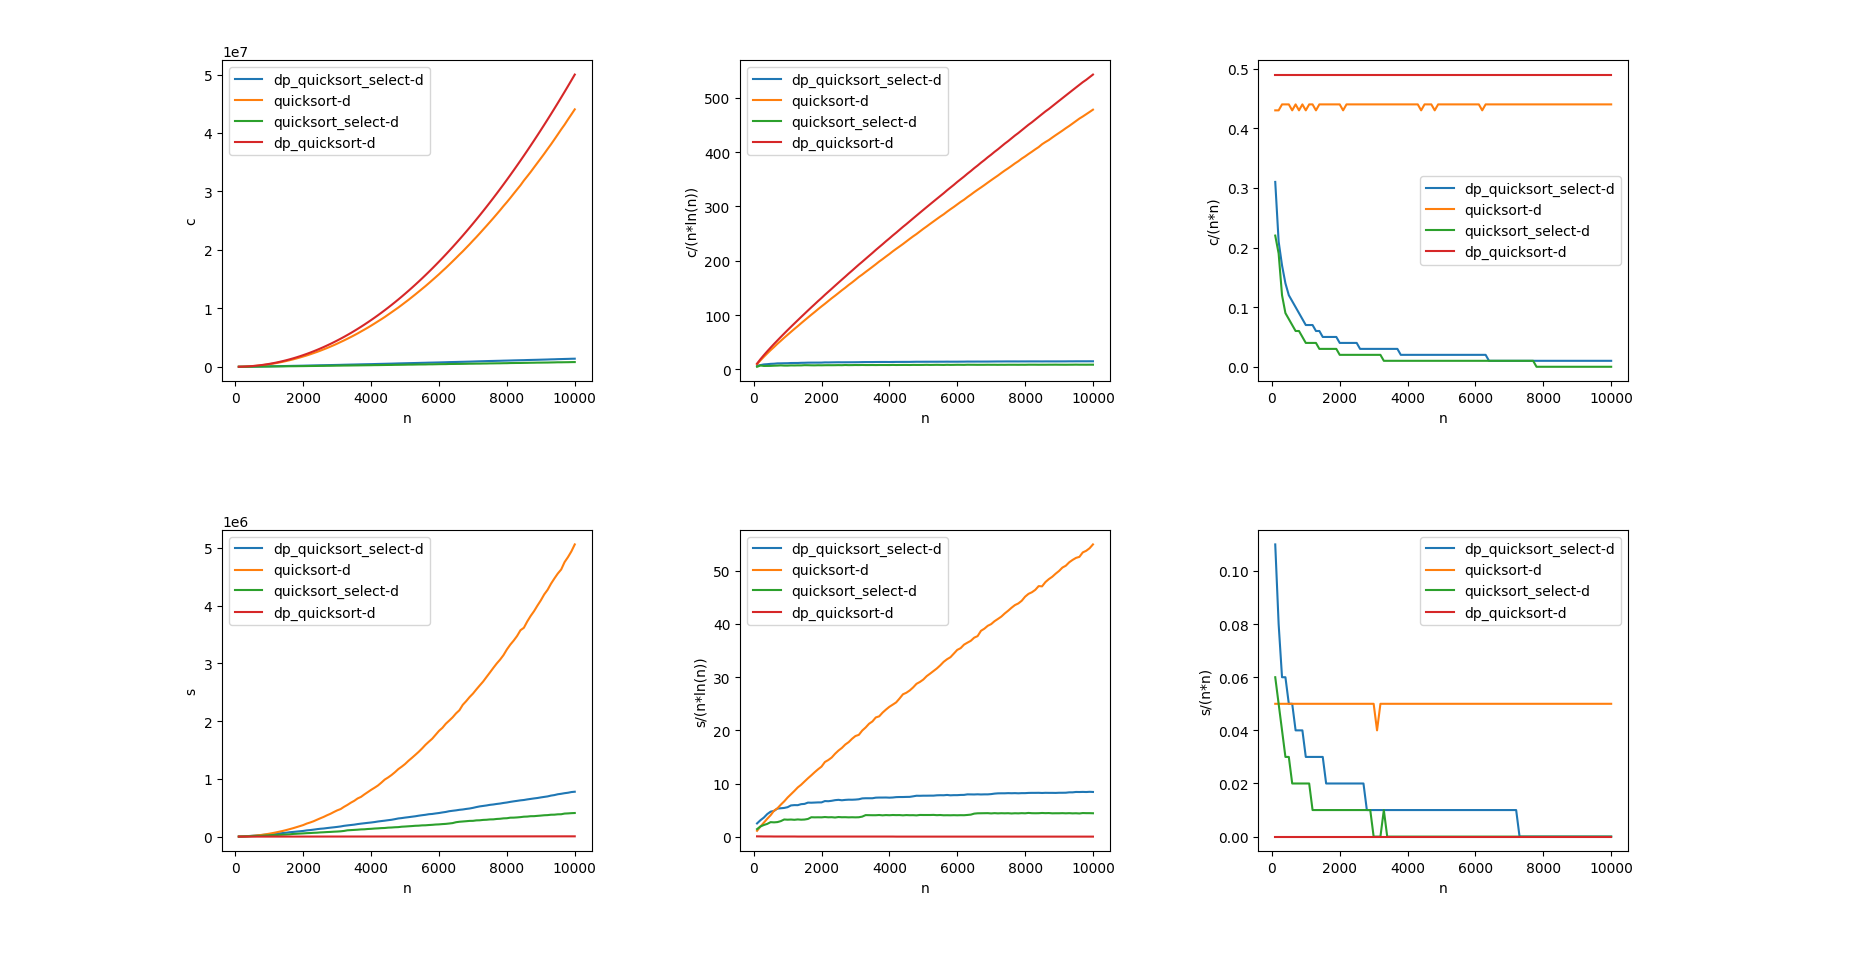 1e7
c
5
4
3
2
1
0
dp_quicksort_select-d
quicksort-d
quicksort_select-d
dp_quicksort-d
0 2000 4000 6000 8000 10000
n
c/(n*ln(n))
500
400
300
200
100
0
dp_quicksort_select-d
quicksort-d
quicksort_select-d
dp_quicksort-d
0 2000 4000 6000 8000 10000
n
c/(n*n)
0.5
0.4
0.3
0.2
0.1
0.0
dp_quicksort_select-d
quicksort-d
quicksort_select-d
dp_quicksort-d
0 2000 4000 6000 8000 10000
n
1e6
s
5
4
3
2
1
0
dp_quicksort_select-d
quicksort-d
quicksort_select-d
dp_quicksort-d
0 2000 4000 6000 8000 10000
n
s/(n*ln(n))
50
40
30
20
10
0
dp_quicksort_select-d
quicksort-d
quicksort_select-d
dp_quicksort-d
0 2000 4000 6000 8000 10000
n
s/(n*n)
0.10
0.08
0.06
0.04
0.02
0.00
dp_quicksort_select-d
quicksort-d
quicksort_select-d
dp_quicksort-d
0 2000 4000 6000 8000 10000
n